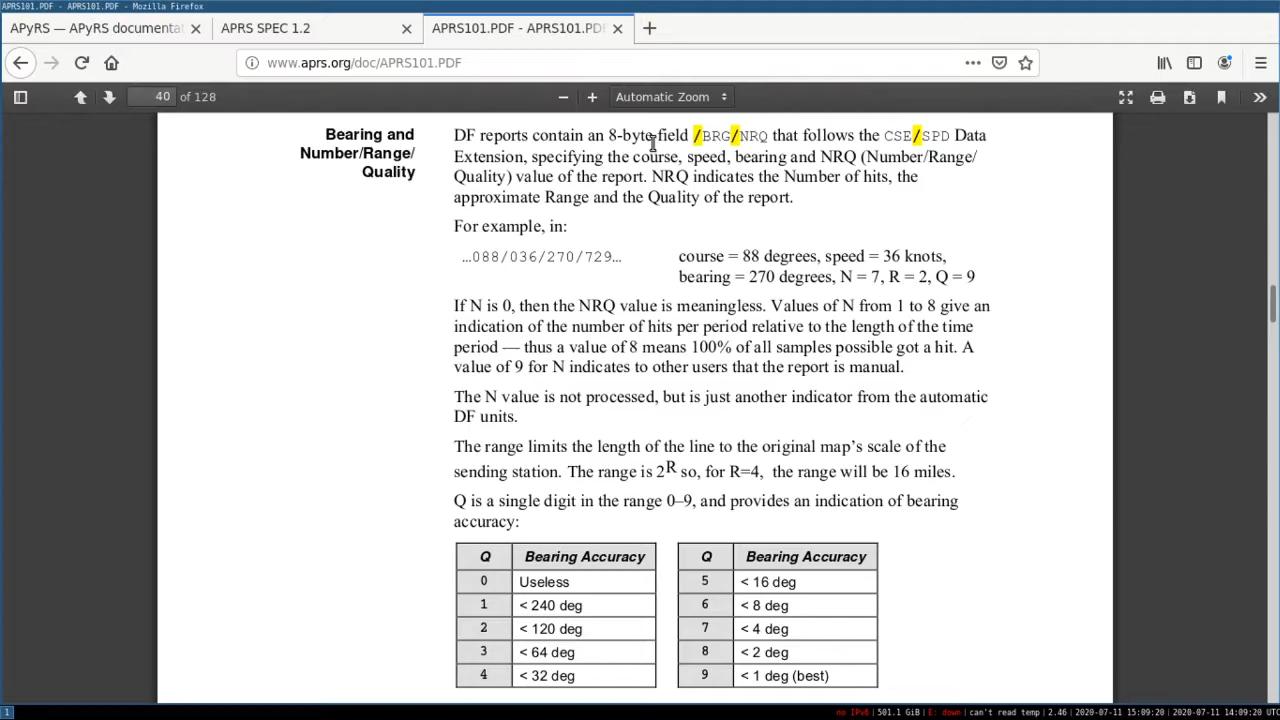 APRS101.PDF - APRS101.PDF - Mozilla Firefox
APyRS — APyRS documentat
APRS SPEC 1.2
APRS101.PDF - APRS101.PDF
www.aprs.org/doc/APRS101.PDF
40 of 128
Automatic Zoom
Bearing and
Number/Range/
Quality
DF reports contain an 8-byte field /BRG/NRQ that follows the CSE/SPD Data
Extension, specifying the course, speed, bearing and NRQ (Number/Range/
Quality) value of the report. NRQ indicates the Number of hits, the
approximate Range and the Quality of the report.
For example, in:
…088/036/270/729… course = 88 degrees, speed = 36 knots,
bearing = 270 degrees, N = 7, R = 2, Q = 9
If N is 0, then the NRQ value is meaningless. Values of N from 1 to 8 give an
indication of the number of hits per period relative to the length of the time
period — thus a value of 8 means 100% of all samples possible got a hit. A
value of 9 for N indicates to other users that the report is manual.
The N value is not processed, but is just another indicator from the automatic
DF units.
The range limits the length of the line to the original map’s scale of the
sending station. The range is 2R so, for R=4, the range will be 16 miles.
Q is a single digit in the range 0–9, and provides an indication of bearing
accuracy:
Q Bearing Accuracy Q Bearing Accuracy
0 Useless 5 < 16 deg
1 < 240 deg 6 < 8 deg
2 < 120 deg 7 < 4 deg
3 < 64 deg 8 < 2 deg
4 < 32 deg 9 < 1 deg (best)
1 no IPv6 | 501.1 GiB | E: down | can't read temp | 2.46 | 2020-07-11 15:09:20 | 2020-07-11 14:09:20 UTC